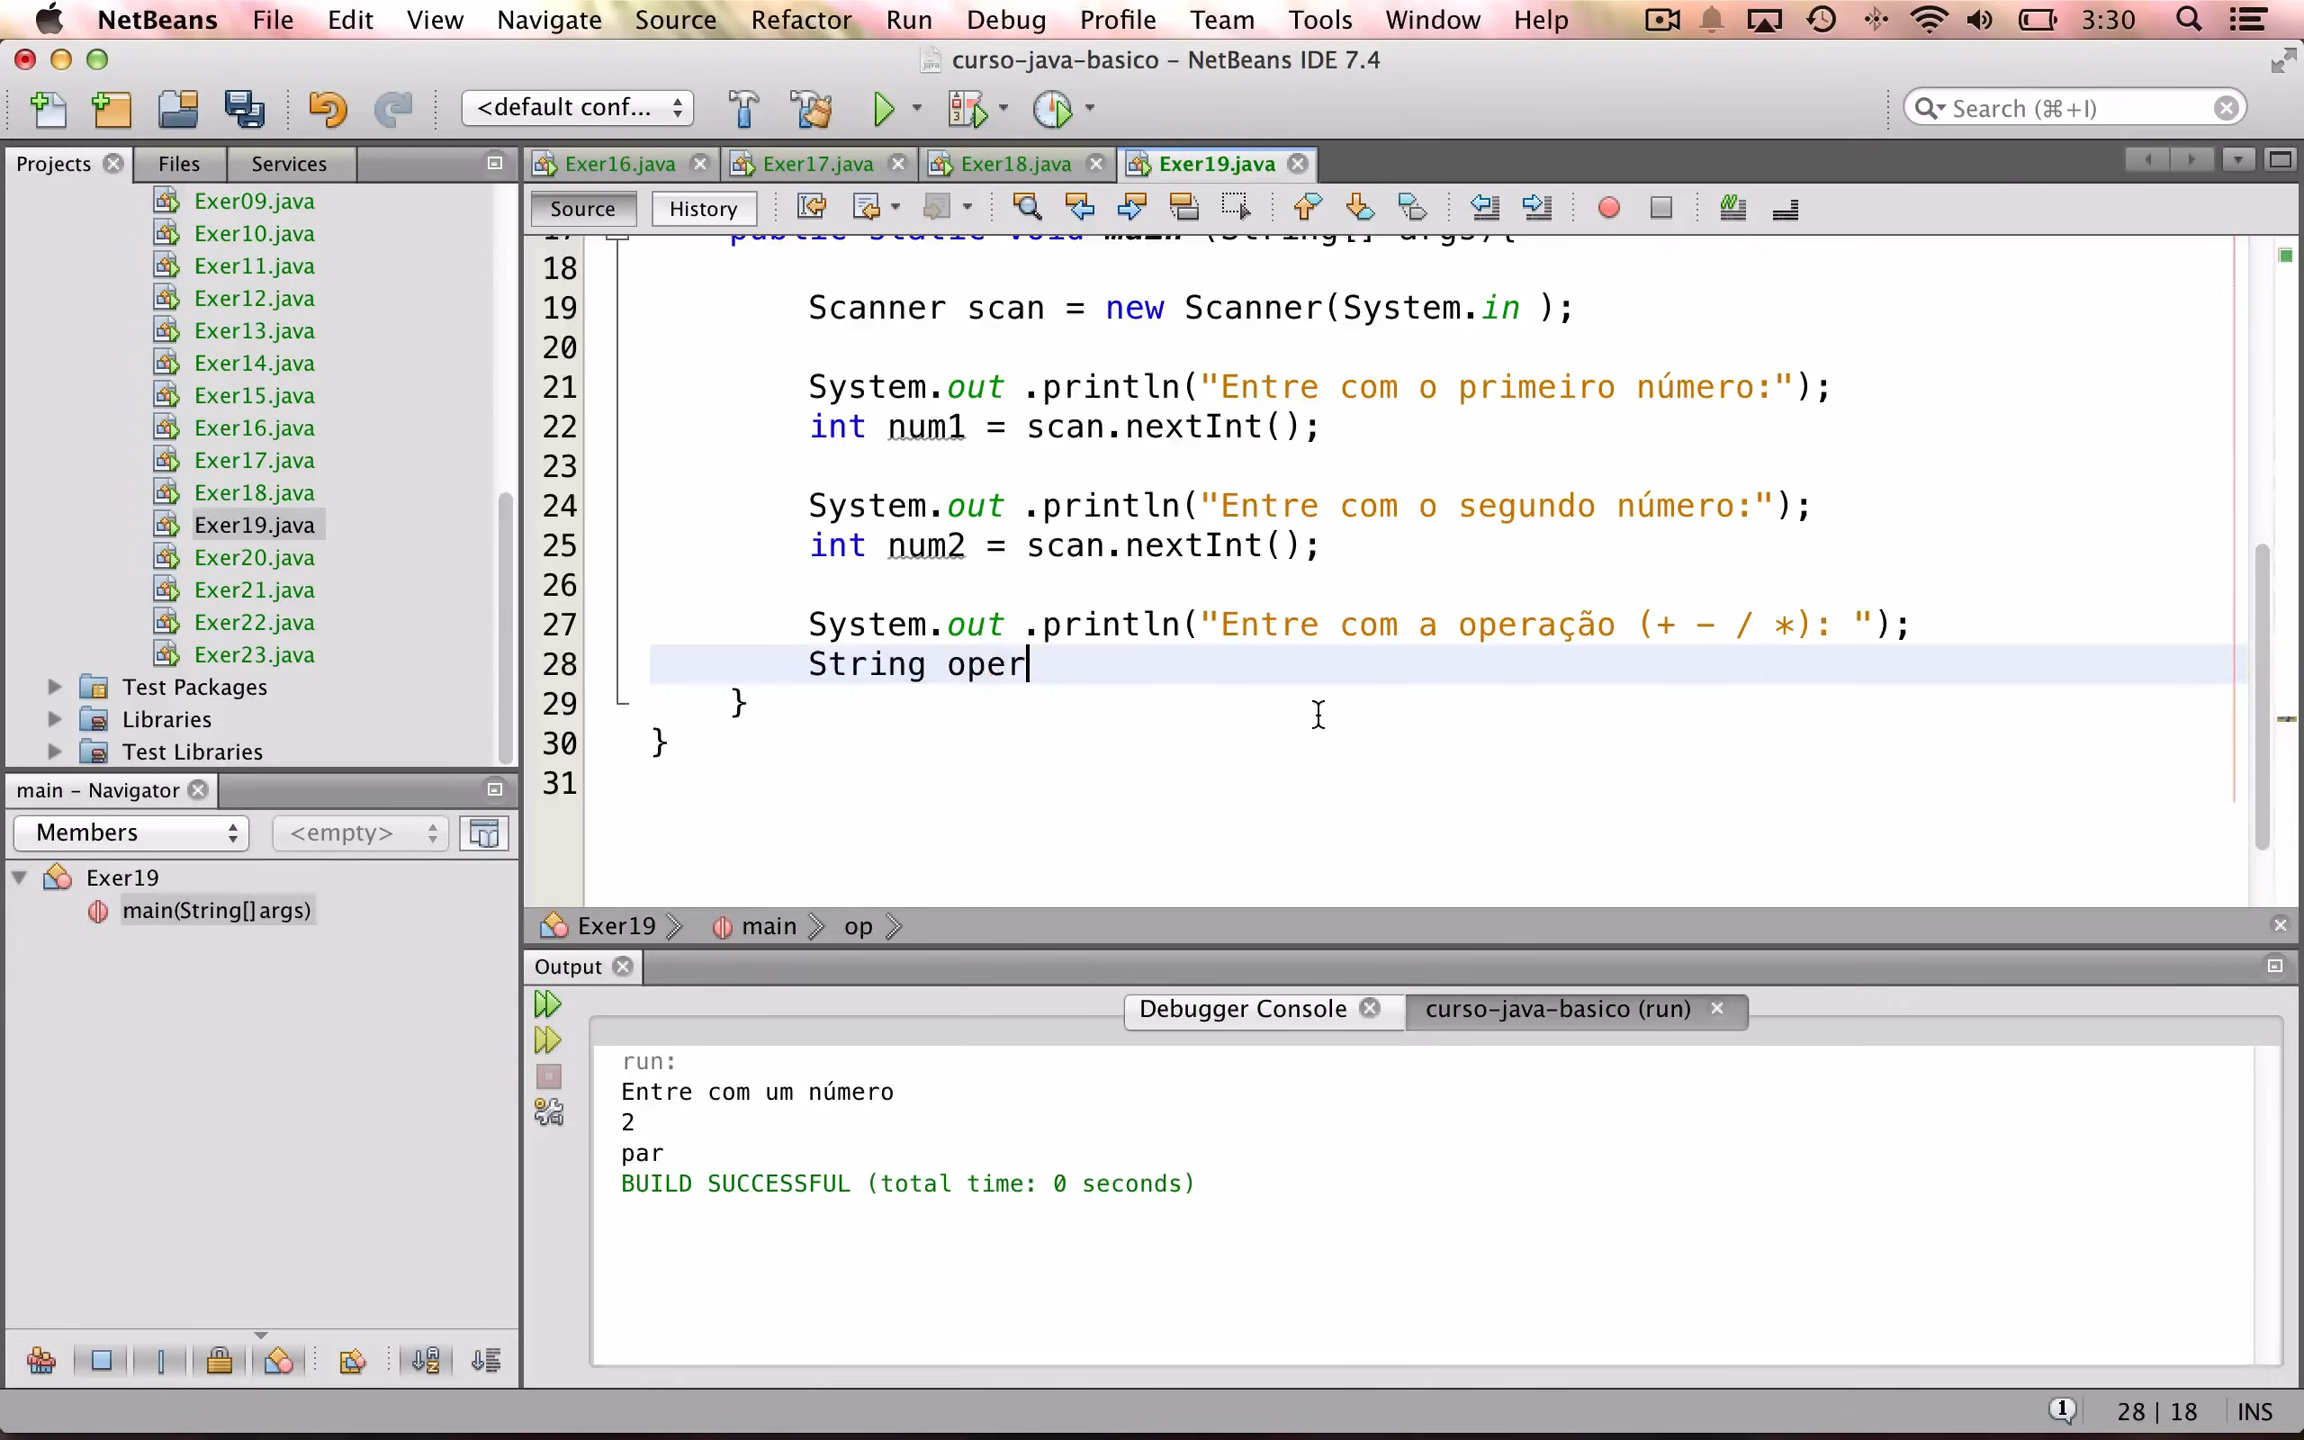 NetBeans File Edit View Navigate Source Refactor Run Debug Profile Team Tools Window Help 3:30
curso-java-basico - NetBeans IDE 7.4
<default conf... Search (⌘+I)
Projects Files Services
Exer16.java Exer17.java Exer18.java Exer19.java
Source History
Exer09.java
Exer10.java
Exer11.java
Exer12.java
Exer13.java
Exer14.java
Exer15.java
Exer16.java
Exer17.java
Exer18.java
Exer19.java
Exer20.java
Exer21.java
Exer22.java
Exer23.java
Test Packages
Libraries
Test Libraries
17 public static void main (String[] args){
18
19 Scanner scan = new Scanner(System.in );
20
21 System.out .println("Entre com o primeiro número:");
22 int num1 = scan.nextInt();
23
24 System.out .println("Entre com o segundo número:");
25 int num2 = scan.nextInt();
26
27 System.out .println("Entre com a operação (+ - / *): ");
28 String oper
29 }
30 }
31
main - Navigator
Members <empty>
Exer19
main(String[] args)
Exer19 main op
Output
Debugger Console curso-java-basico (run)
run:
Entre com um número
2
par
BUILD SUCCESSFUL (total time: 0 seconds)
1 28 | 18 INS